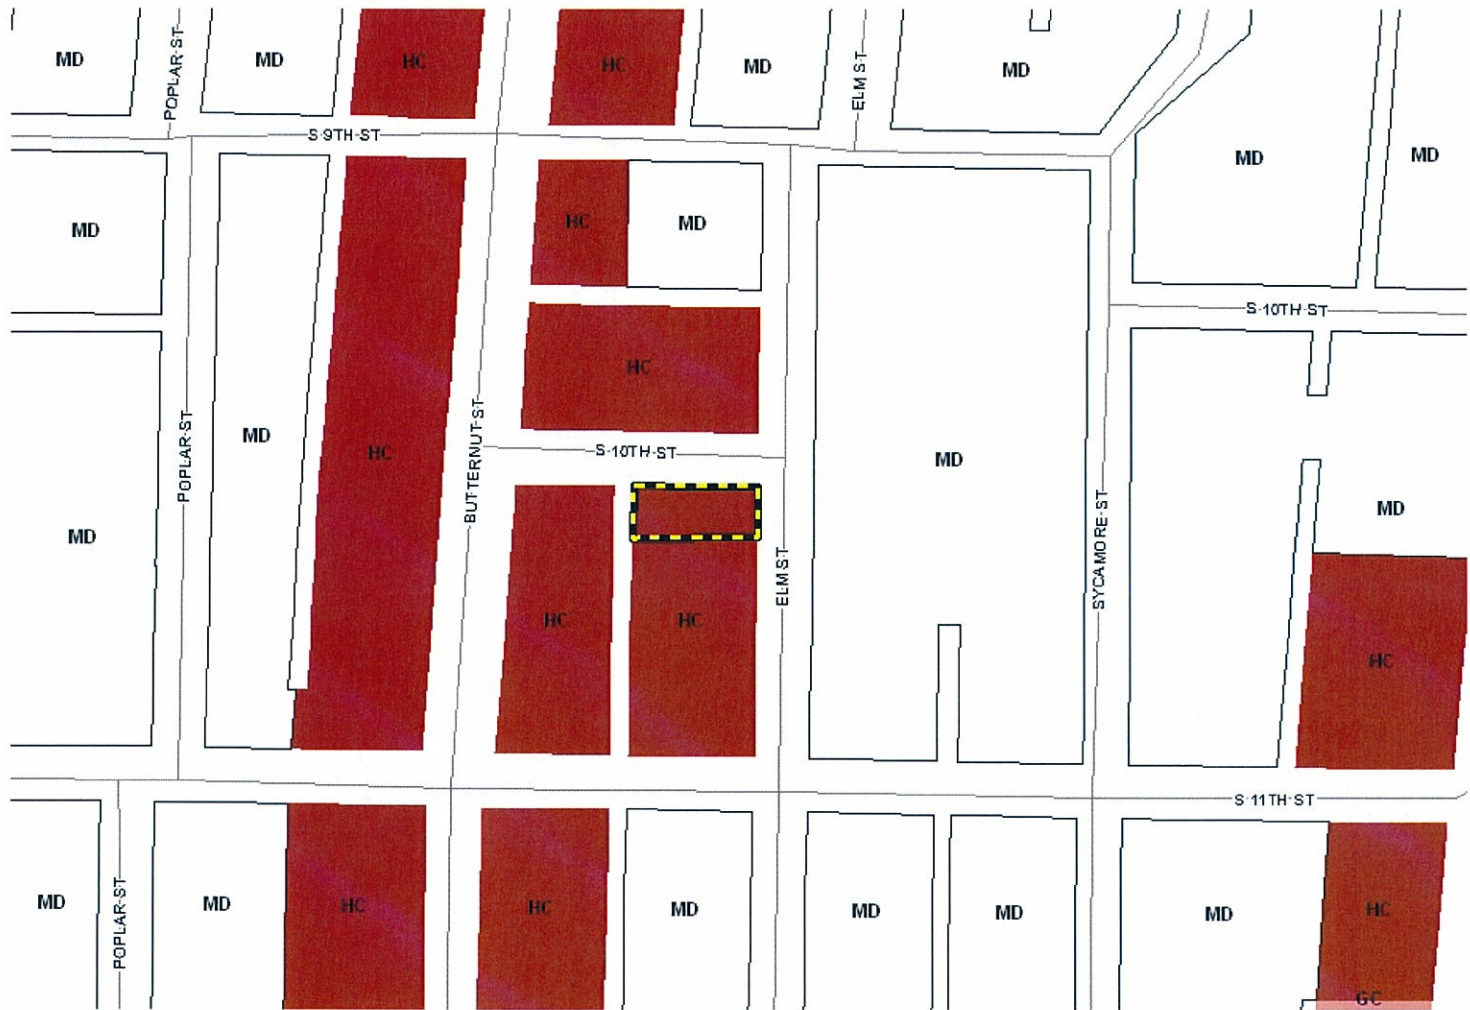 MD
POPLAR ST
MD
HC
HC
MD
ELM ST
MD
S 9TH ST
MD
MD
MD
HC
MD
S 10TH ST
HC
POPLAR ST
MD
HC
BUTTERNUT ST
S 10TH ST
MD
MD
SYCAMORE ST
MD
ELM ST
HC
HC
HC
S 11TH ST
MD
POPLAR ST
MD
HC
HC
MD
MD
MD
MD
HC
GC